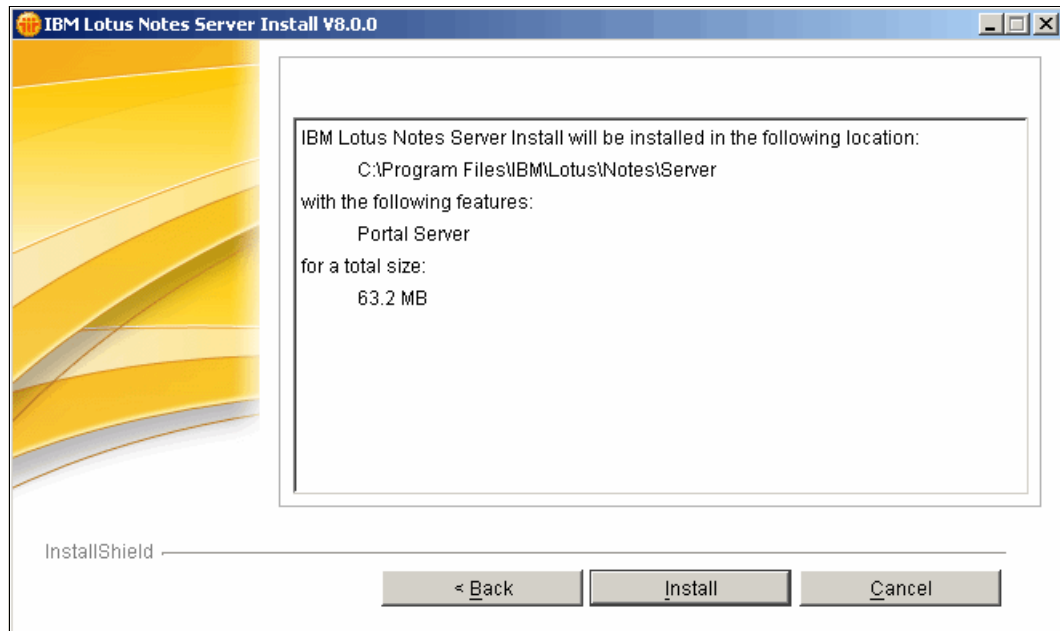 IBM Lotus Notes Server Install V8.0.0
IBM Lotus Notes Server Install will be installed in the following location:
C:\Program Files\IBM\Lotus\Notes\Server
with the following features:
Portal Server
for a total size:
63.2 MB
InstallShield
< Back
Install
Cancel